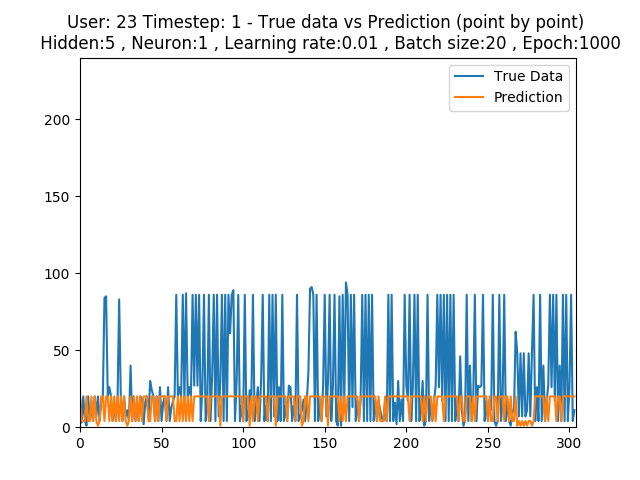 User: 23 Timestep: 1 - True data vs Prediction (point by point)
Hidden:5 , Neuron:1 , Learning rate:0.01 , Batch size:20 , Epoch:1000
True Data
Prediction
200
150
100
50
0
0 50 100 150 200 250 300